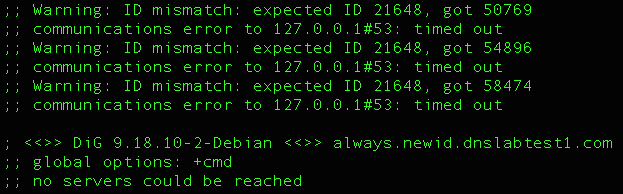 ;; Warning: ID mismatch: expected ID 21648, got 50769
;; communications error to 127.0.0.1#53: timed out
;; Warning: ID mismatch: expected ID 21648, got 54896
;; communications error to 127.0.0.1#53: timed out
;; Warning: ID mismatch: expected ID 21648, got 58474
;; communications error to 127.0.0.1#53: timed out
; <<>> DiG 9.18.10-2-Debian <<>> always.newid.dnslabtest1.com
;; global options: +cmd
;; no servers could be reached